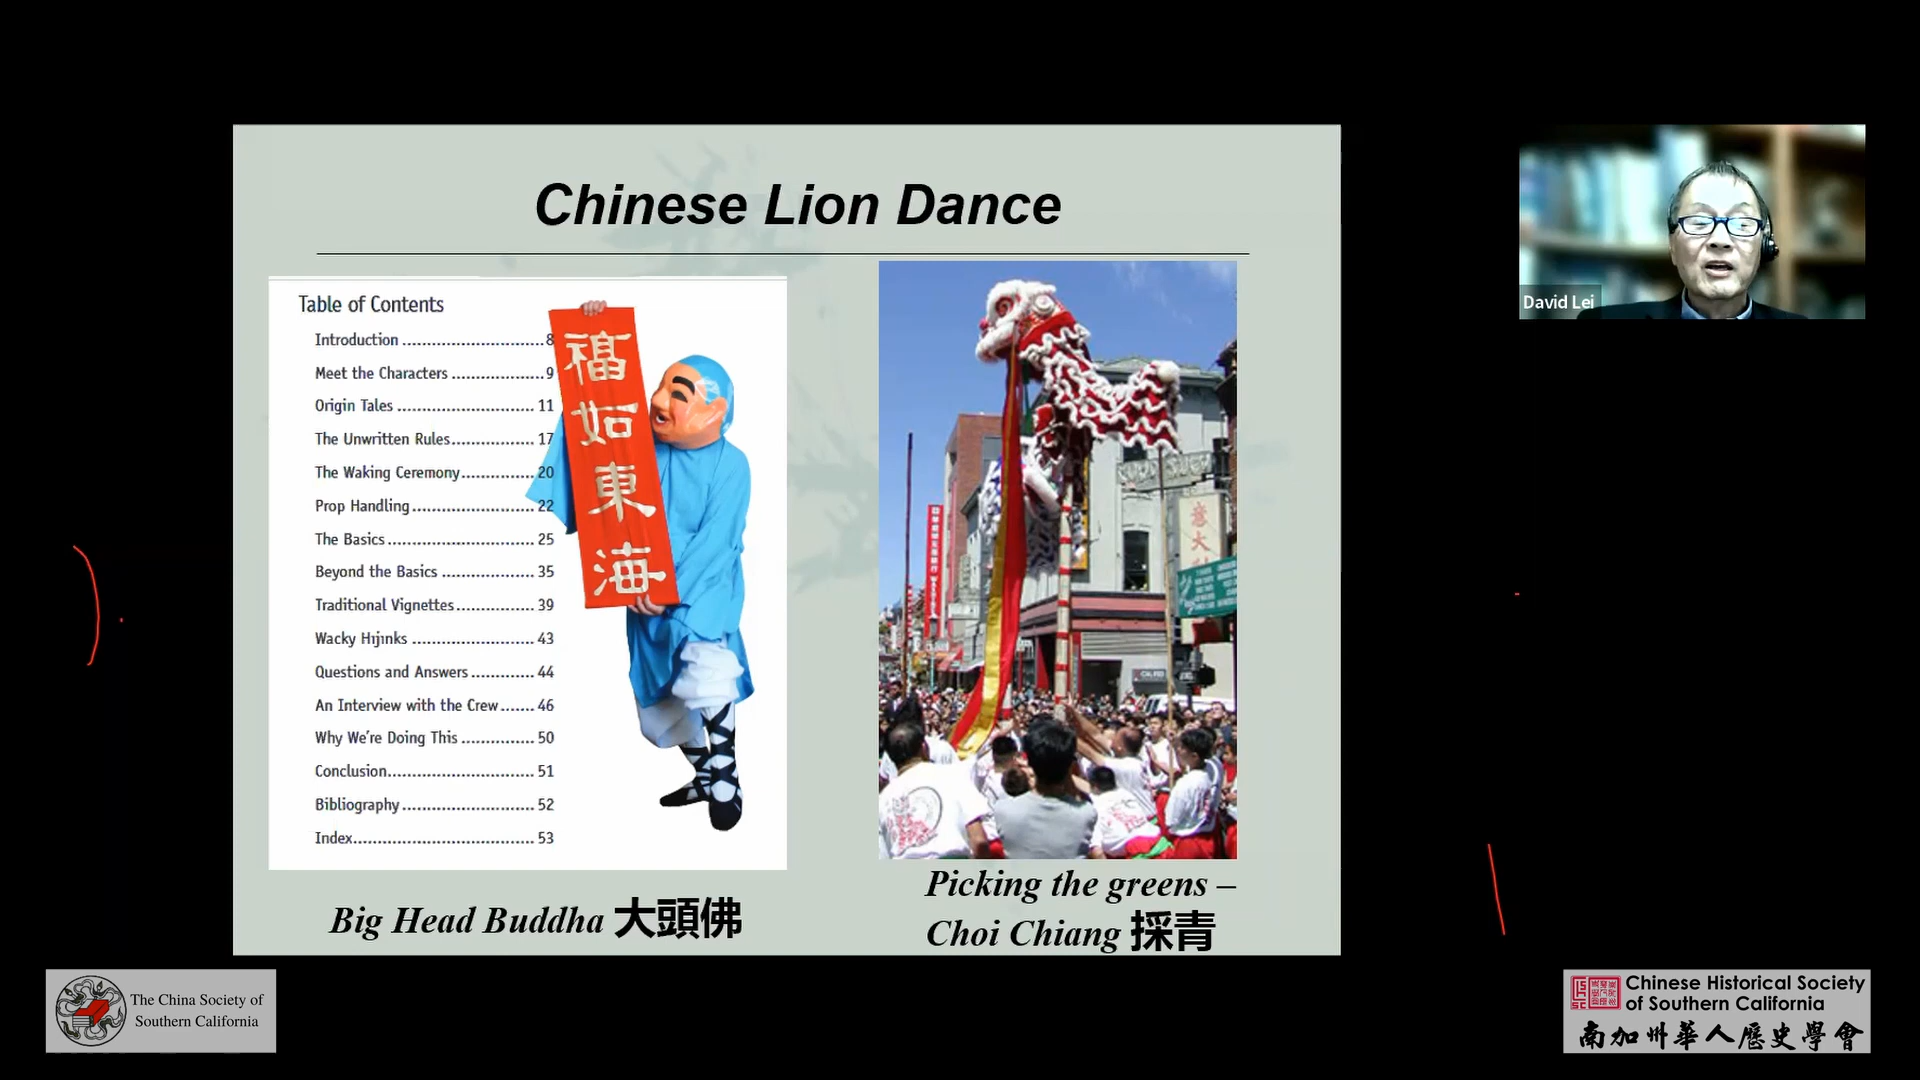 Chinese Lion Dance
Table of Contents
Introduction ............................8
Meet the Characters ..................9
Origin Tales ............................. 11
The Unwritten Rules.................. 17
The Waking Ceremony................ 20
Prop Handling .......................... 22
The Basics ............................... 25
Beyond the Basics .................... 35
Traditional Vignettes ................. 39
Wacky Hijinks .......................... 43
Questions and Answers ............. 44
An Interview with the Crew ....... 46
Why We're Doing This ............... 50
Conclusion............................... 51
Bibliography ............................ 52
Index...................................... 53
福如東海
Big Head Buddha 大頭佛
Picking the greens –
Choi Chiang 採青
David Lei
The China Society of
Southern California
Chinese Historical Society
of Southern California
南加州華人歷史學會